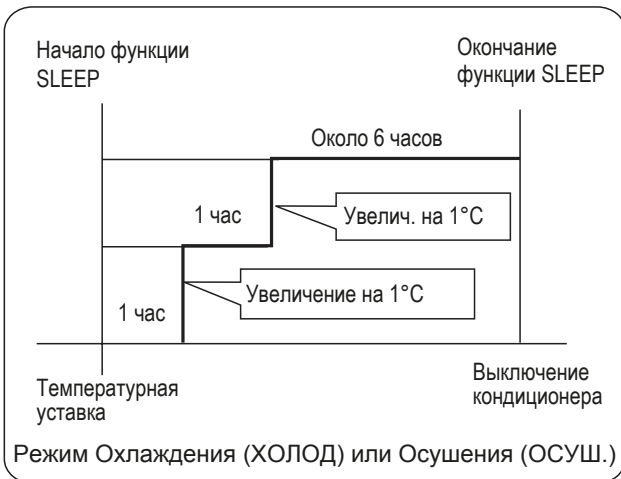 Начало функции
SLEEP
Окончание
функции SLEEP
Около 6 часов
1 час
Увелич. на 1°C
Увеличение на 1°C
1 час
Температурная
уставка
Выключение
кондиционера
Режим Охлаждения (ХОЛОД) или Осушения (ОСУШ.)